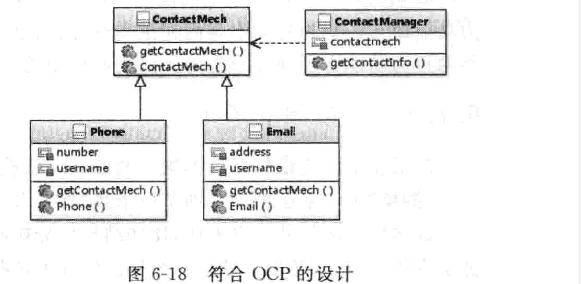 ContactMech
getContactMech ( )
ContactMech ( )
ContactManager
contactmech
getContactInfo ( )
Phone
number
username
getContactMech ( )
Phone ( )
Email
address
username
getContactMech ( )
Email ( )
图 6-18 符合 OCP 的设计